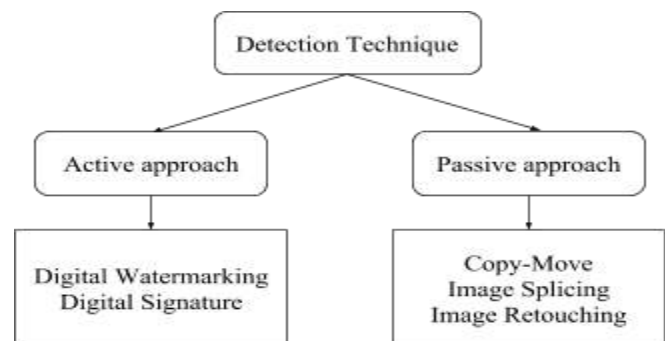 Detection Technique
Active approach
Passive approach
Digital Watermarking
Digital Signature
Copy-Move
Image Splicing
Image Retouching